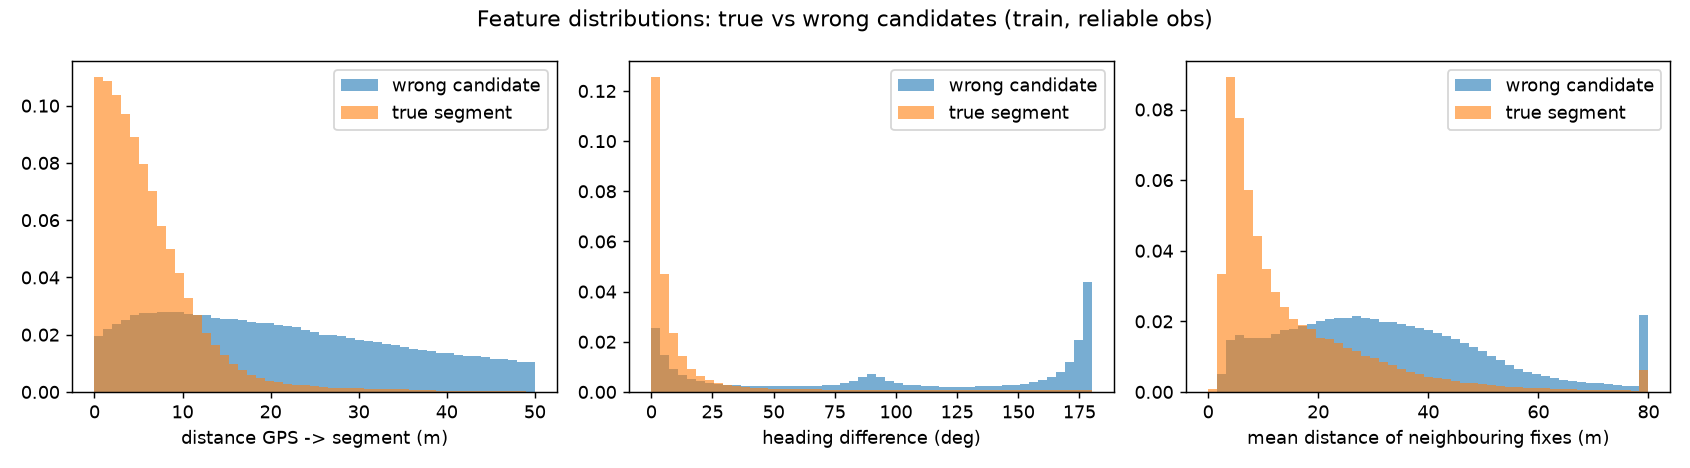 Feature distributions: true vs wrong candidates (train, reliable obs)
wrong candidate
true segment
0.10
0.08
0.06
0.04
0.02
0.00
0 10 20 30 40 50
distance GPS -> segment (m)
wrong candidate
true segment
0.12
0.10
0.08
0.06
0.04
0.02
0.00
0 25 50 75 100 125 150 175
heading difference (deg)
wrong candidate
true segment
0.08
0.06
0.04
0.02
0.00
0 20 40 60 80
mean distance of neighbouring fixes (m)